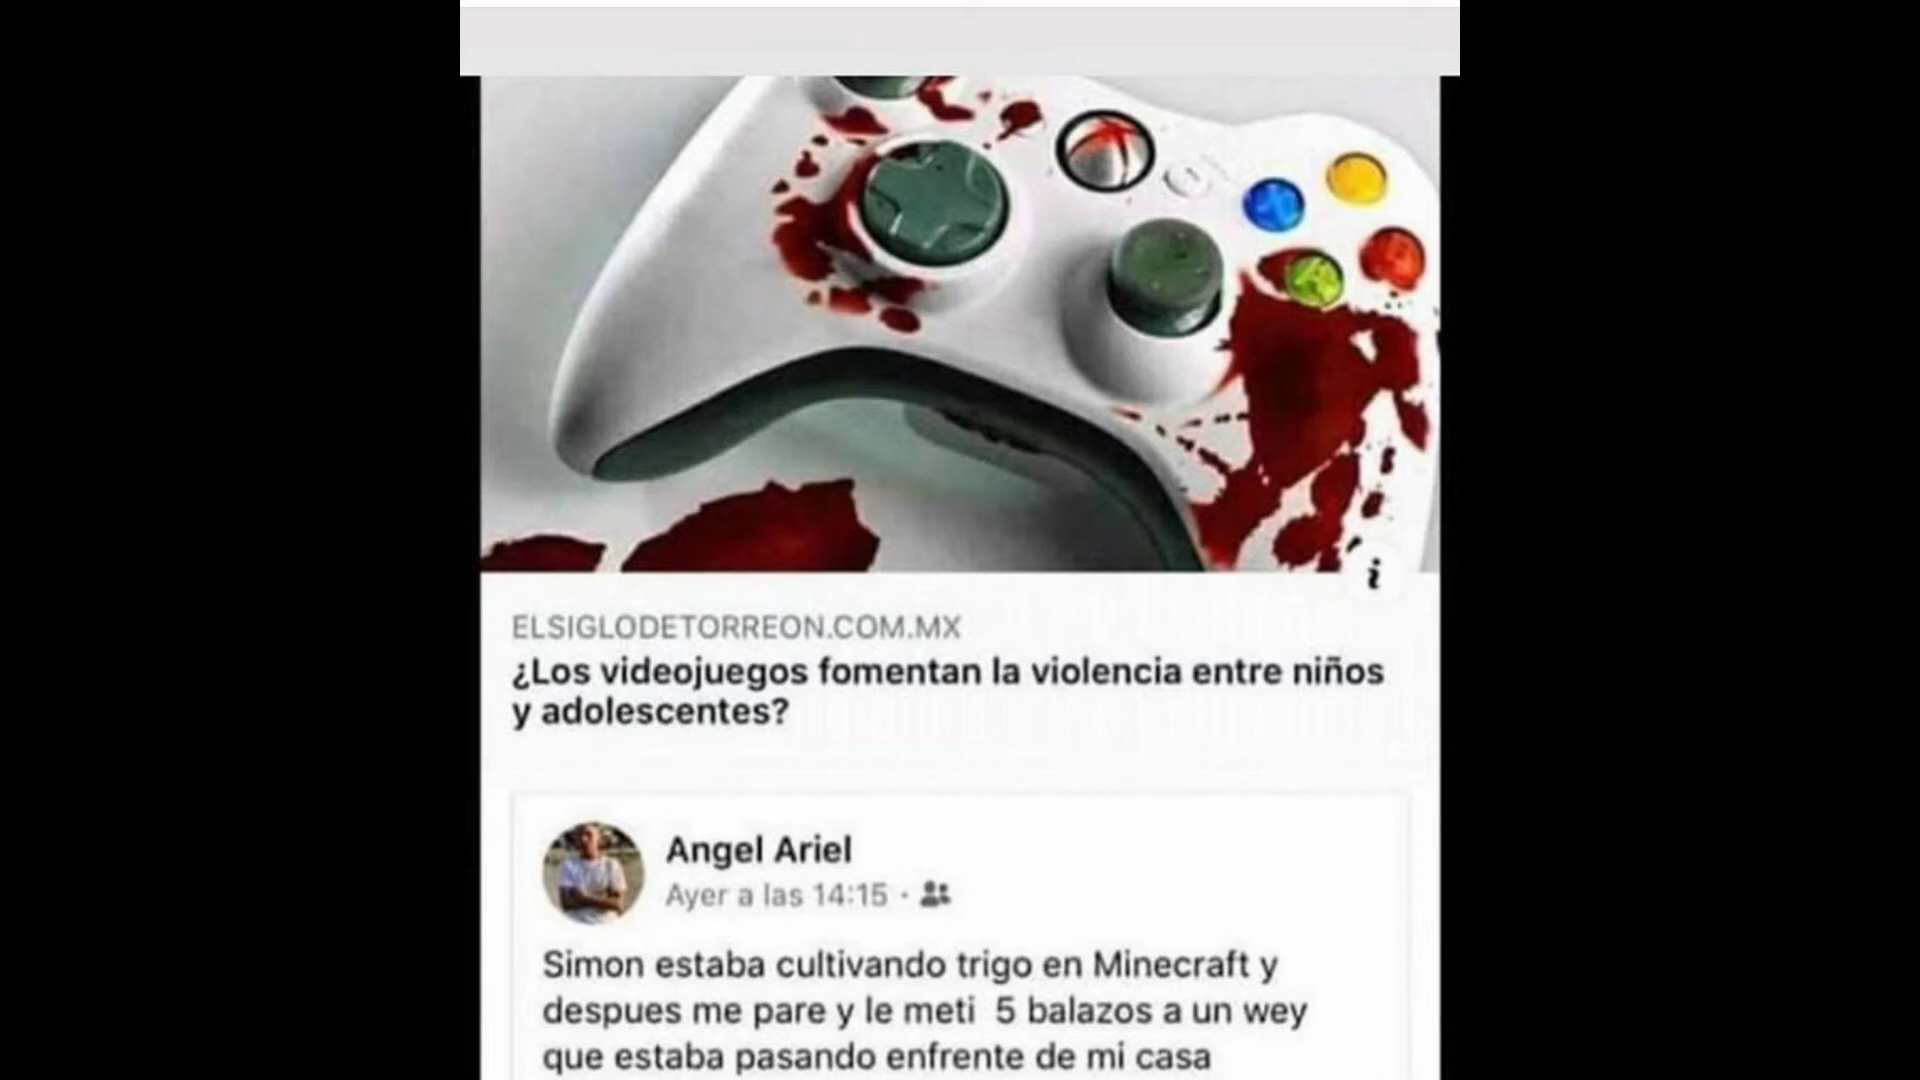 ELSIGLODETORREON.COM.MX
¿Los videojuegos fomentan la violencia entre niños
y adolescentes?
Angel Ariel
Ayer a las 14:15 ·
Simon estaba cultivando trigo en Minecraft y
despues me pare y le meti 5 balazos a un wey
que estaba pasando enfrente de mi casa